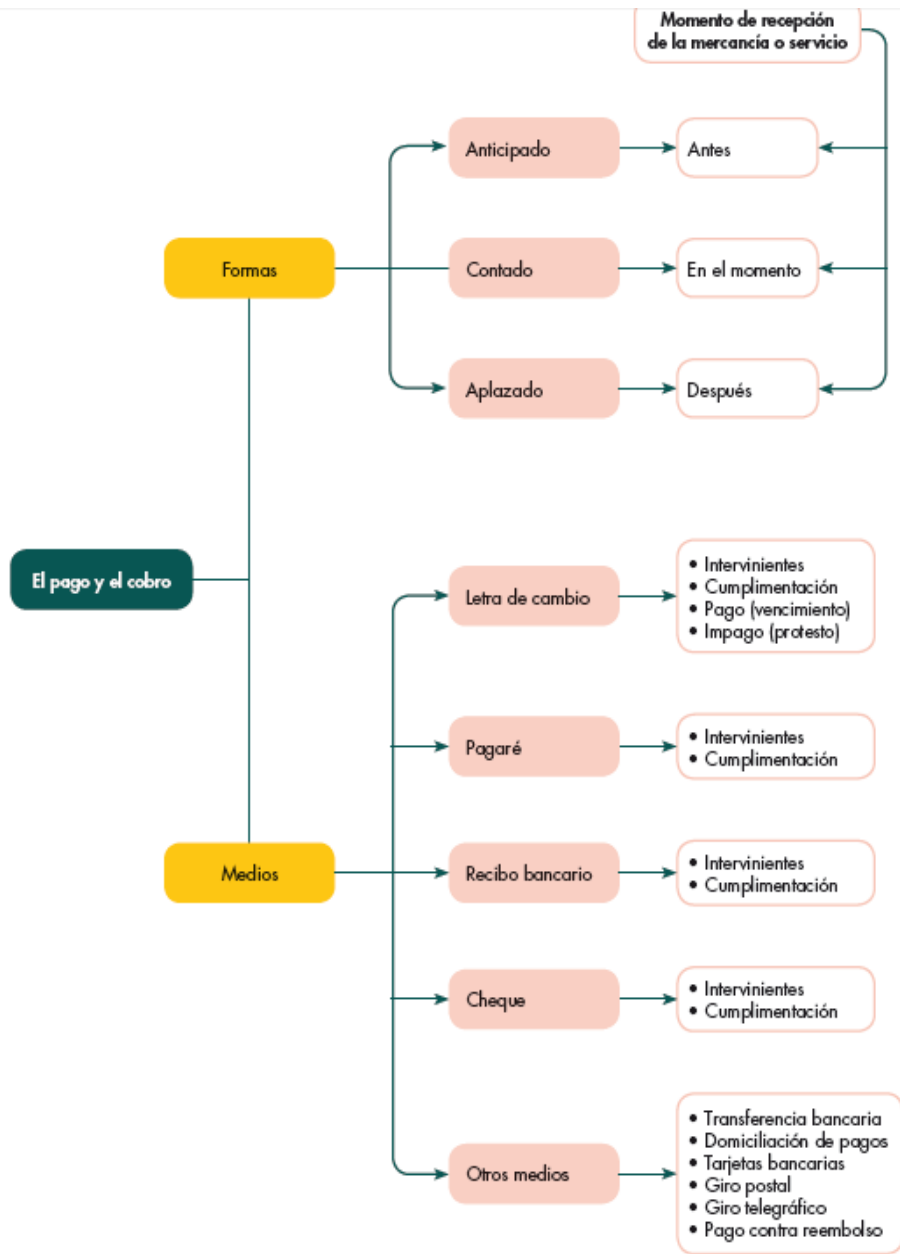 Momento de recepción
de la mercancía o servicio
Anticipado
Antes
Formas
Contado
En el momento
Aplazado
Después
El pago y el cobro
Letra de cambio
• Intervinientes
• Cumplimentación
• Pago (vencimiento)
• Impago (protesto)
Pagaré
• Intervinientes
• Cumplimentación
Medios
Recibo bancario
• Intervinientes
• Cumplimentación
Cheque
• Intervinientes
• Cumplimentación
Otros medios
• Transferencia bancaria
• Domiciliación de pagos
• Tarjetas bancarias
• Giro postal
• Giro telegráfico
• Pago contra reembolso